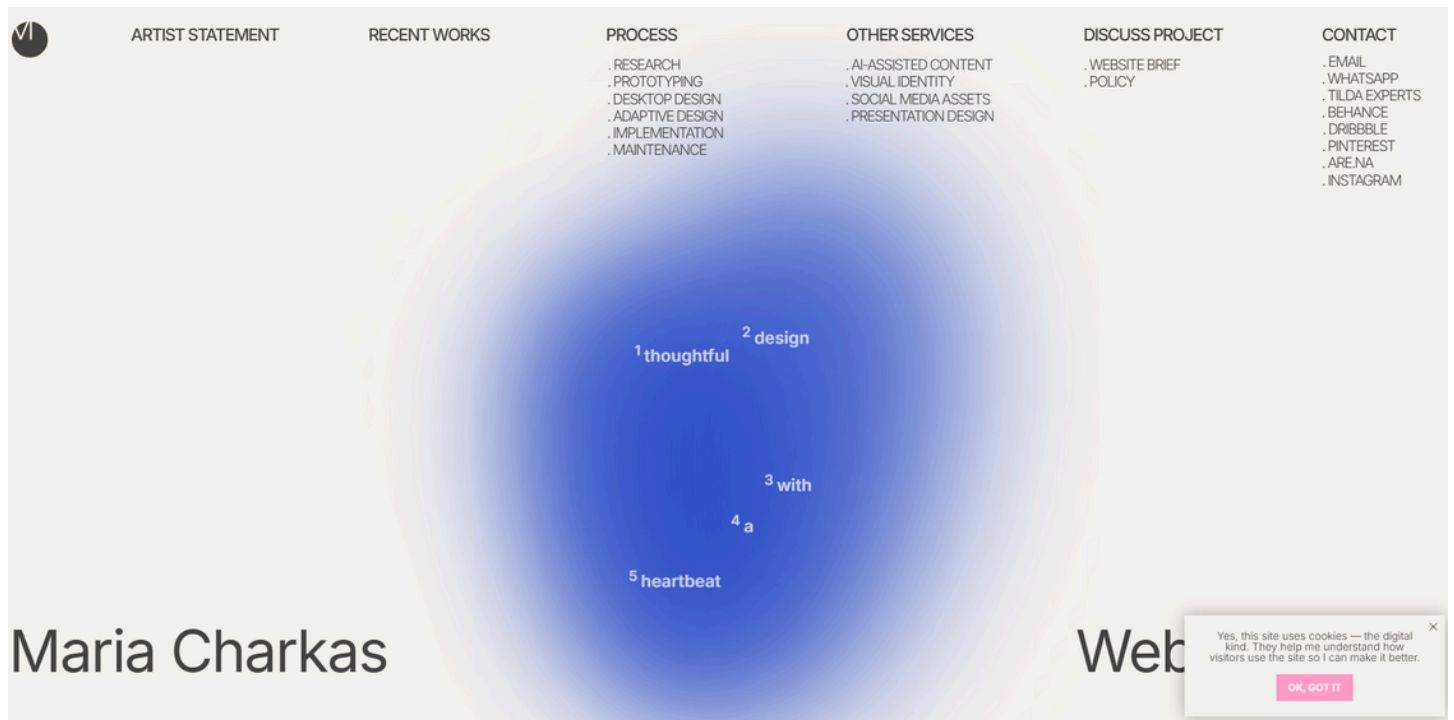 VI
ARTIST STATEMENT
RECENT WORKS
PROCESS
. RESEARCH
. PROTOTYPING
. DESKTOP DESIGN
. ADAPTIVE DESIGN
. IMPLEMENTATION
. MAINTENANCE
OTHER SERVICES
. AI-ASSISTED CONTENT
. VISUAL IDENTITY
. SOCIAL MEDIA ASSETS
. PRESENTATION DESIGN
DISCUSS PROJECT
. WEBSITE BRIEF
. POLICY
CONTACT
. EMAIL
. WHATSAPP
. TILDA EXPERTS
. BEHANCE
. DRIBBBLE
. PINTEREST
. ARE.NA
. INSTAGRAM
1 thoughtful
2 design
3 with
4 a
5 heartbeat
Maria Charkas
Web
Yes, this site uses cookies — the digital
kind. They help me understand how
visitors use the site so I can make it better.
OK, GOT IT